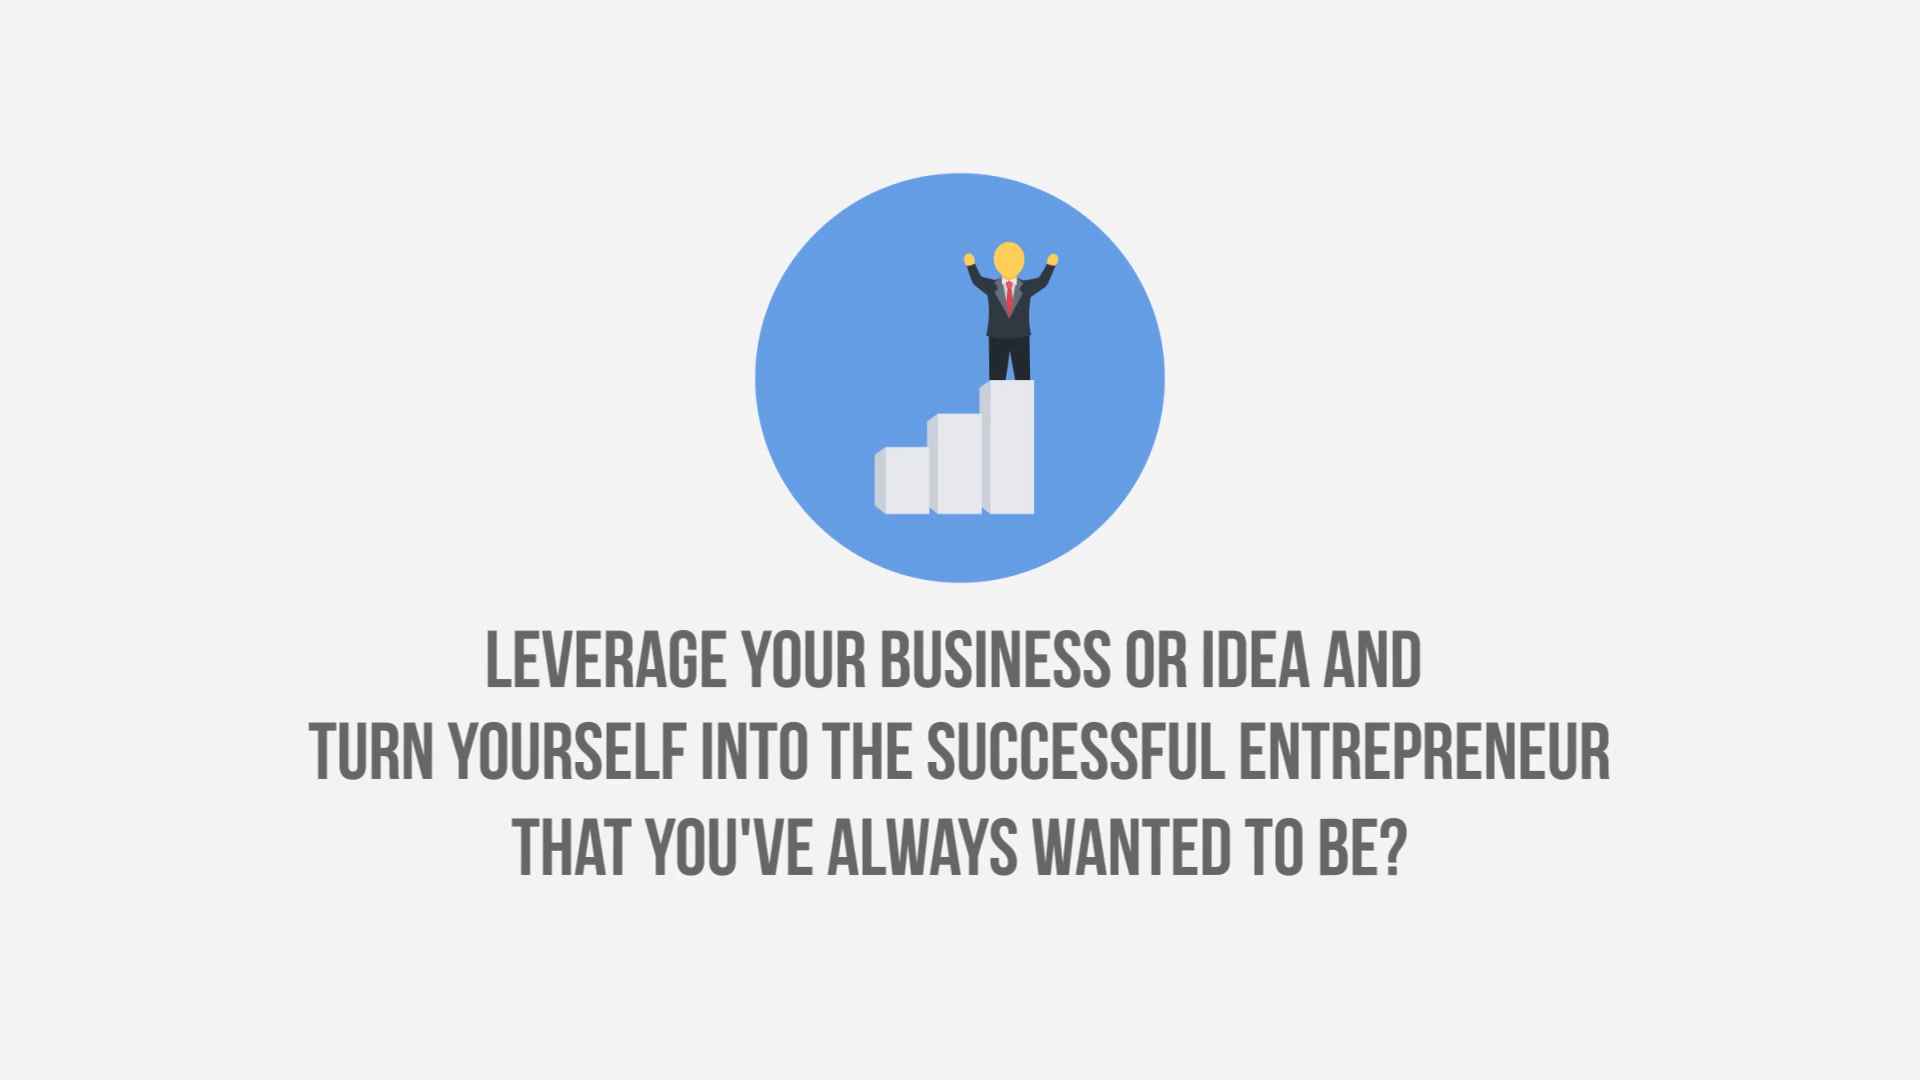 LEVERAGE YOUR BUSINESS OR IDEA AND
TURN YOURSELF INTO THE SUCCESSFUL ENTREPRENEUR
THAT YOU'VE ALWAYS WANTED TO BE?